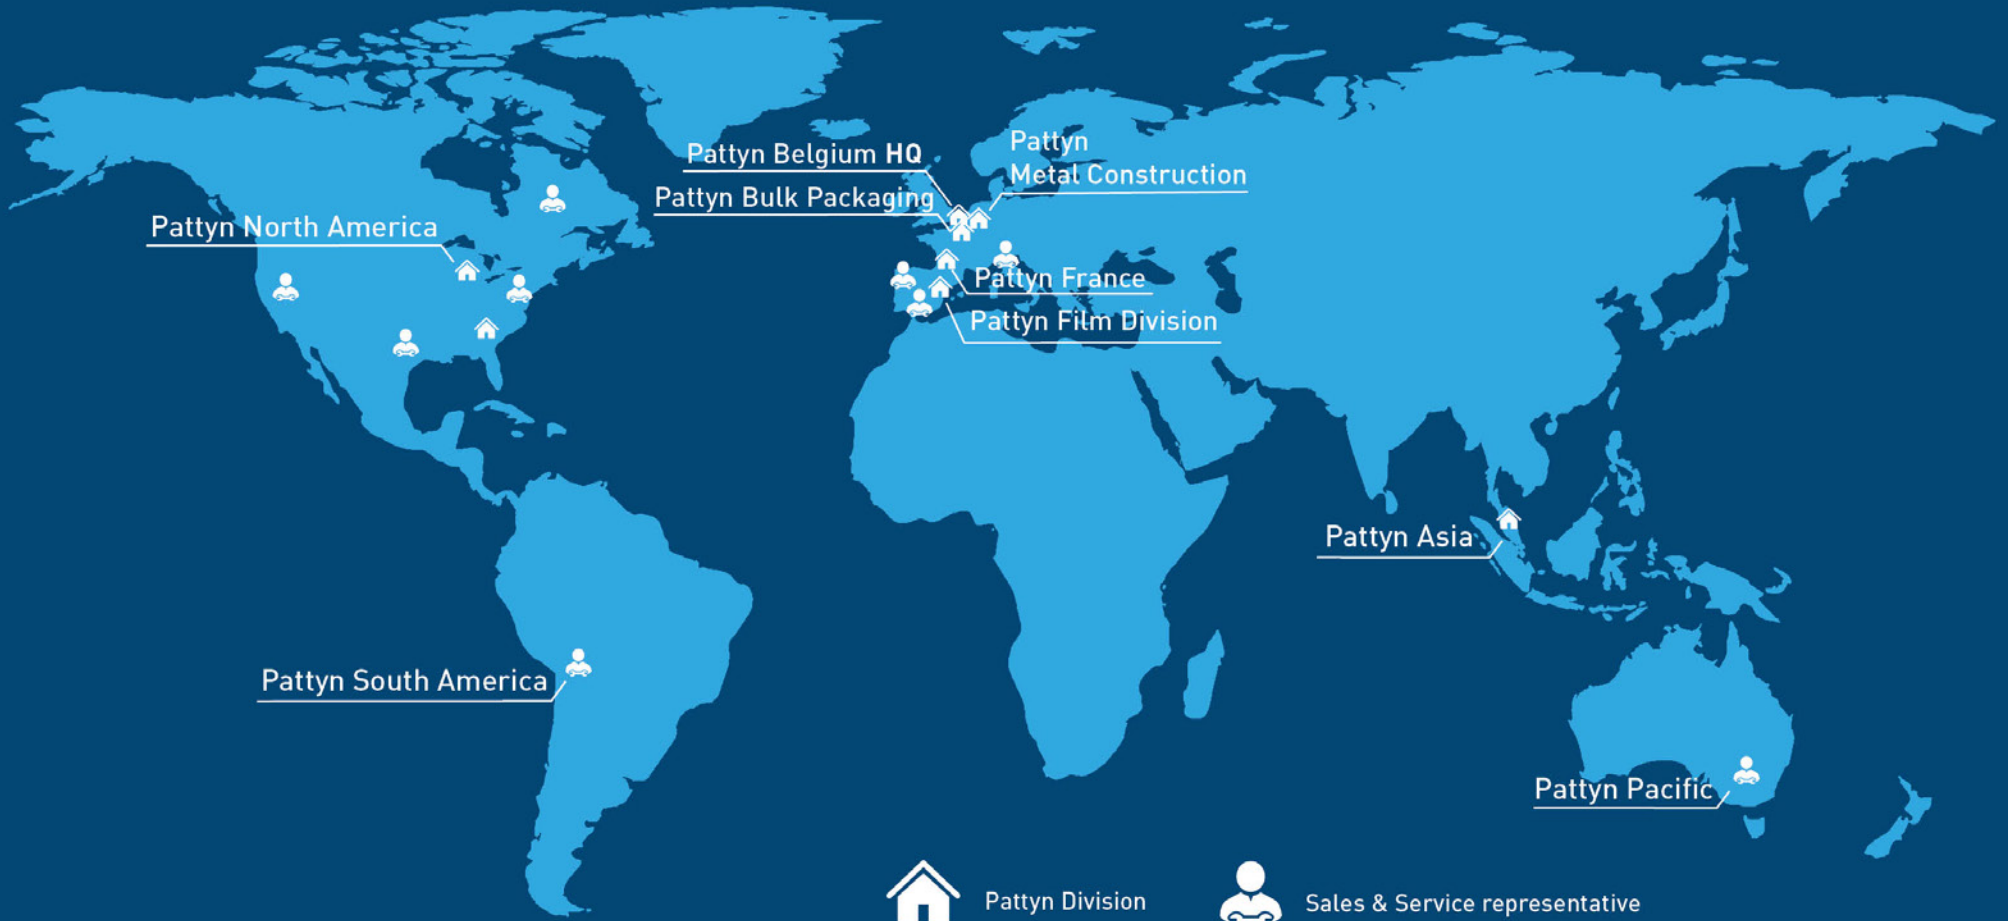 Pattyn Belgium HQ
Pattyn
Metal Construction
Pattyn Bulk Packaging
Pattyn North America
Pattyn France
Pattyn Film Division
Pattyn Asia
Pattyn South America
Pattyn Pacific
Pattyn Division
Sales & Service representative